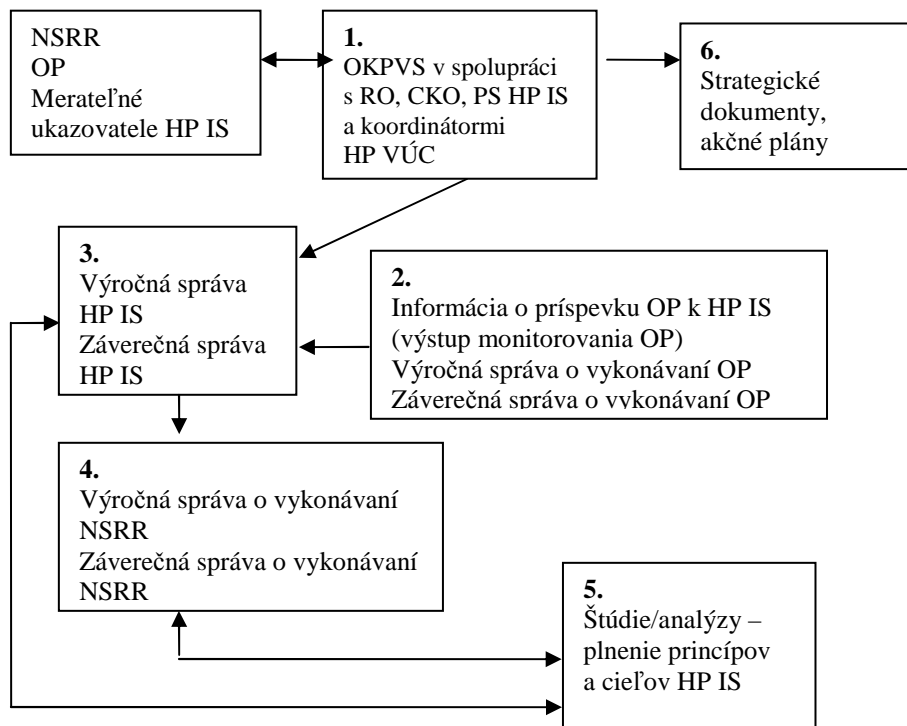 NSRR
OP
Merateľné
ukazovatele HP IS
1.
OKPVS v spolupráci
s RO, CKO, PS HP IS
a koordinátormi
HP VÚC
6.
Strategické
dokumenty,
akčné plány
3.
Výročná správa
HP IS
Záverečná správa
HP IS
2.
Informácia o príspevku OP k HP IS
(výstup monitorovania OP)
Výročná správa o vykonávaní OP
Záverečná správa o vykonávaní OP
4.
Výročná správa o vykonávaní
NSRR
Záverečná správa o vykonávaní
NSRR
5.
Štúdie/analýzy –
plnenie princípov
a cieľov HP IS